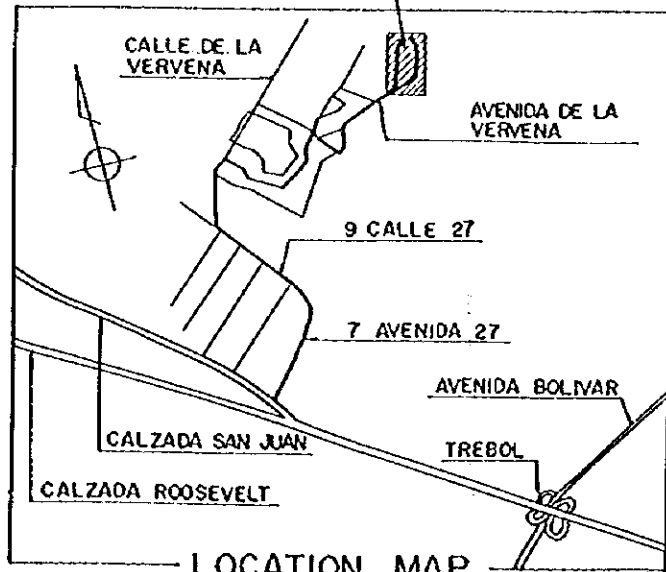 CALLE DE LA
VERVENA
AVENIDA DE LA
VERVENA
9 CALLE 27
7 AVENIDA 27
AVENIDA BOLIVAR
CALZADA SAN JUAN
TREBOL
CALZADA ROOSEVELT
LOCATION MAP